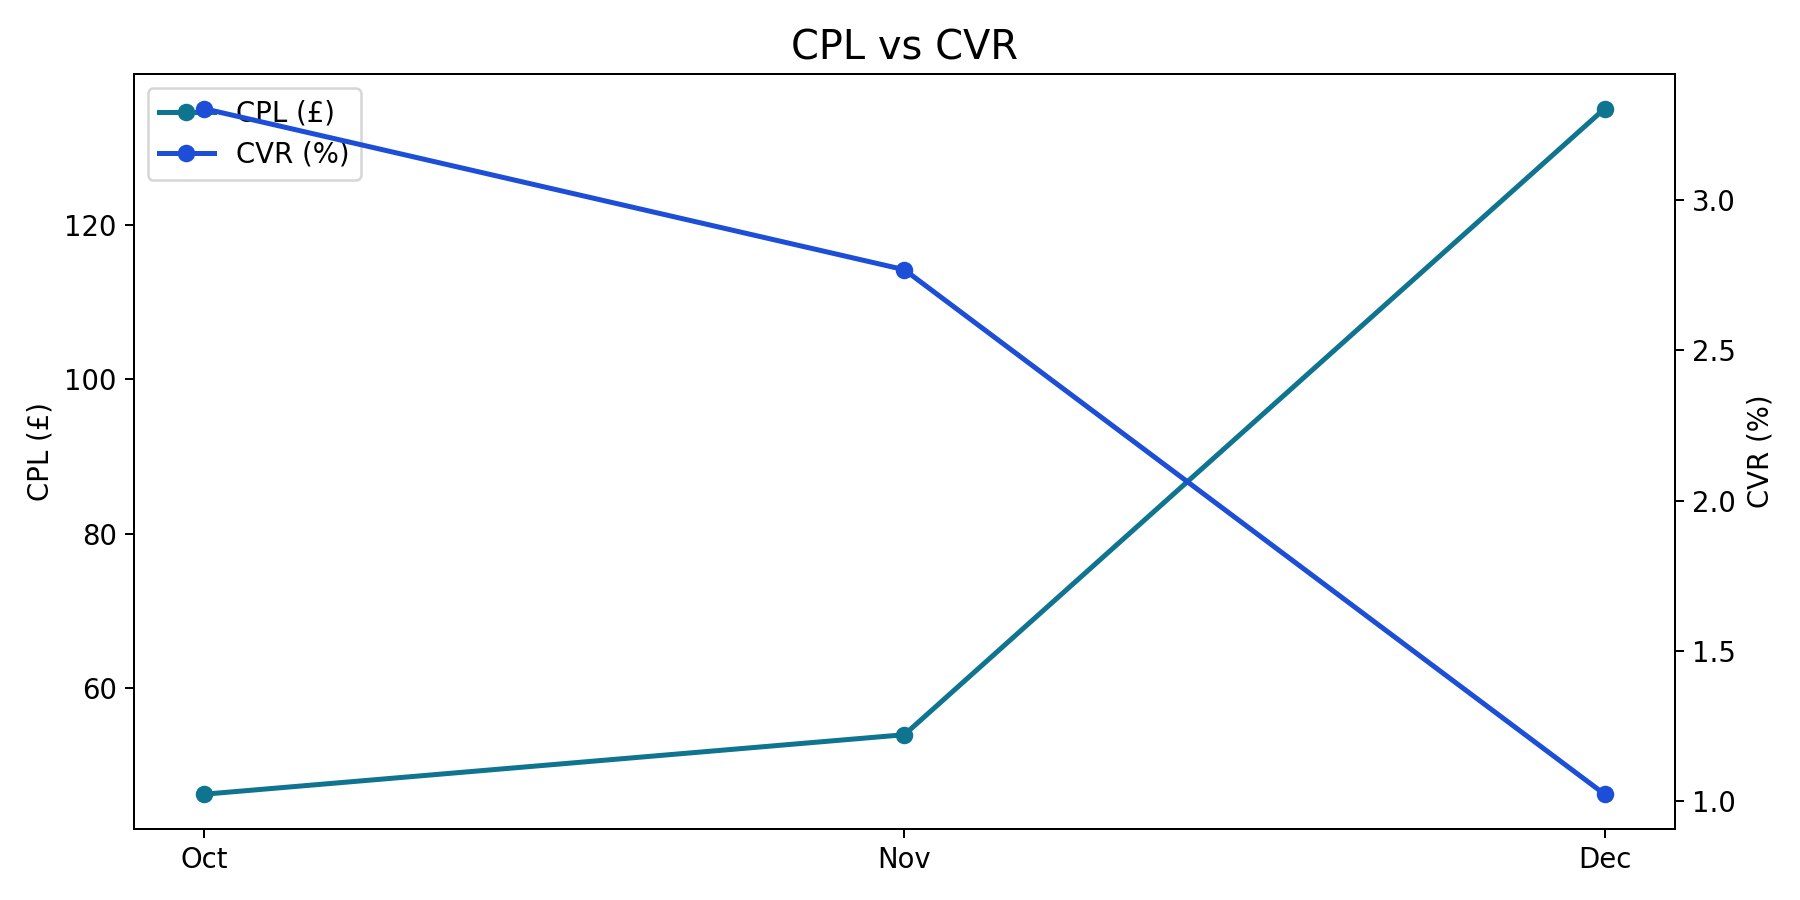 CPL vs CVR
CPL (£)
CVR (%)
120
100
80
60
CPL (£)
3.0
2.5
2.0
1.5
1.0
CVR (%)
Oct
Nov
Dec